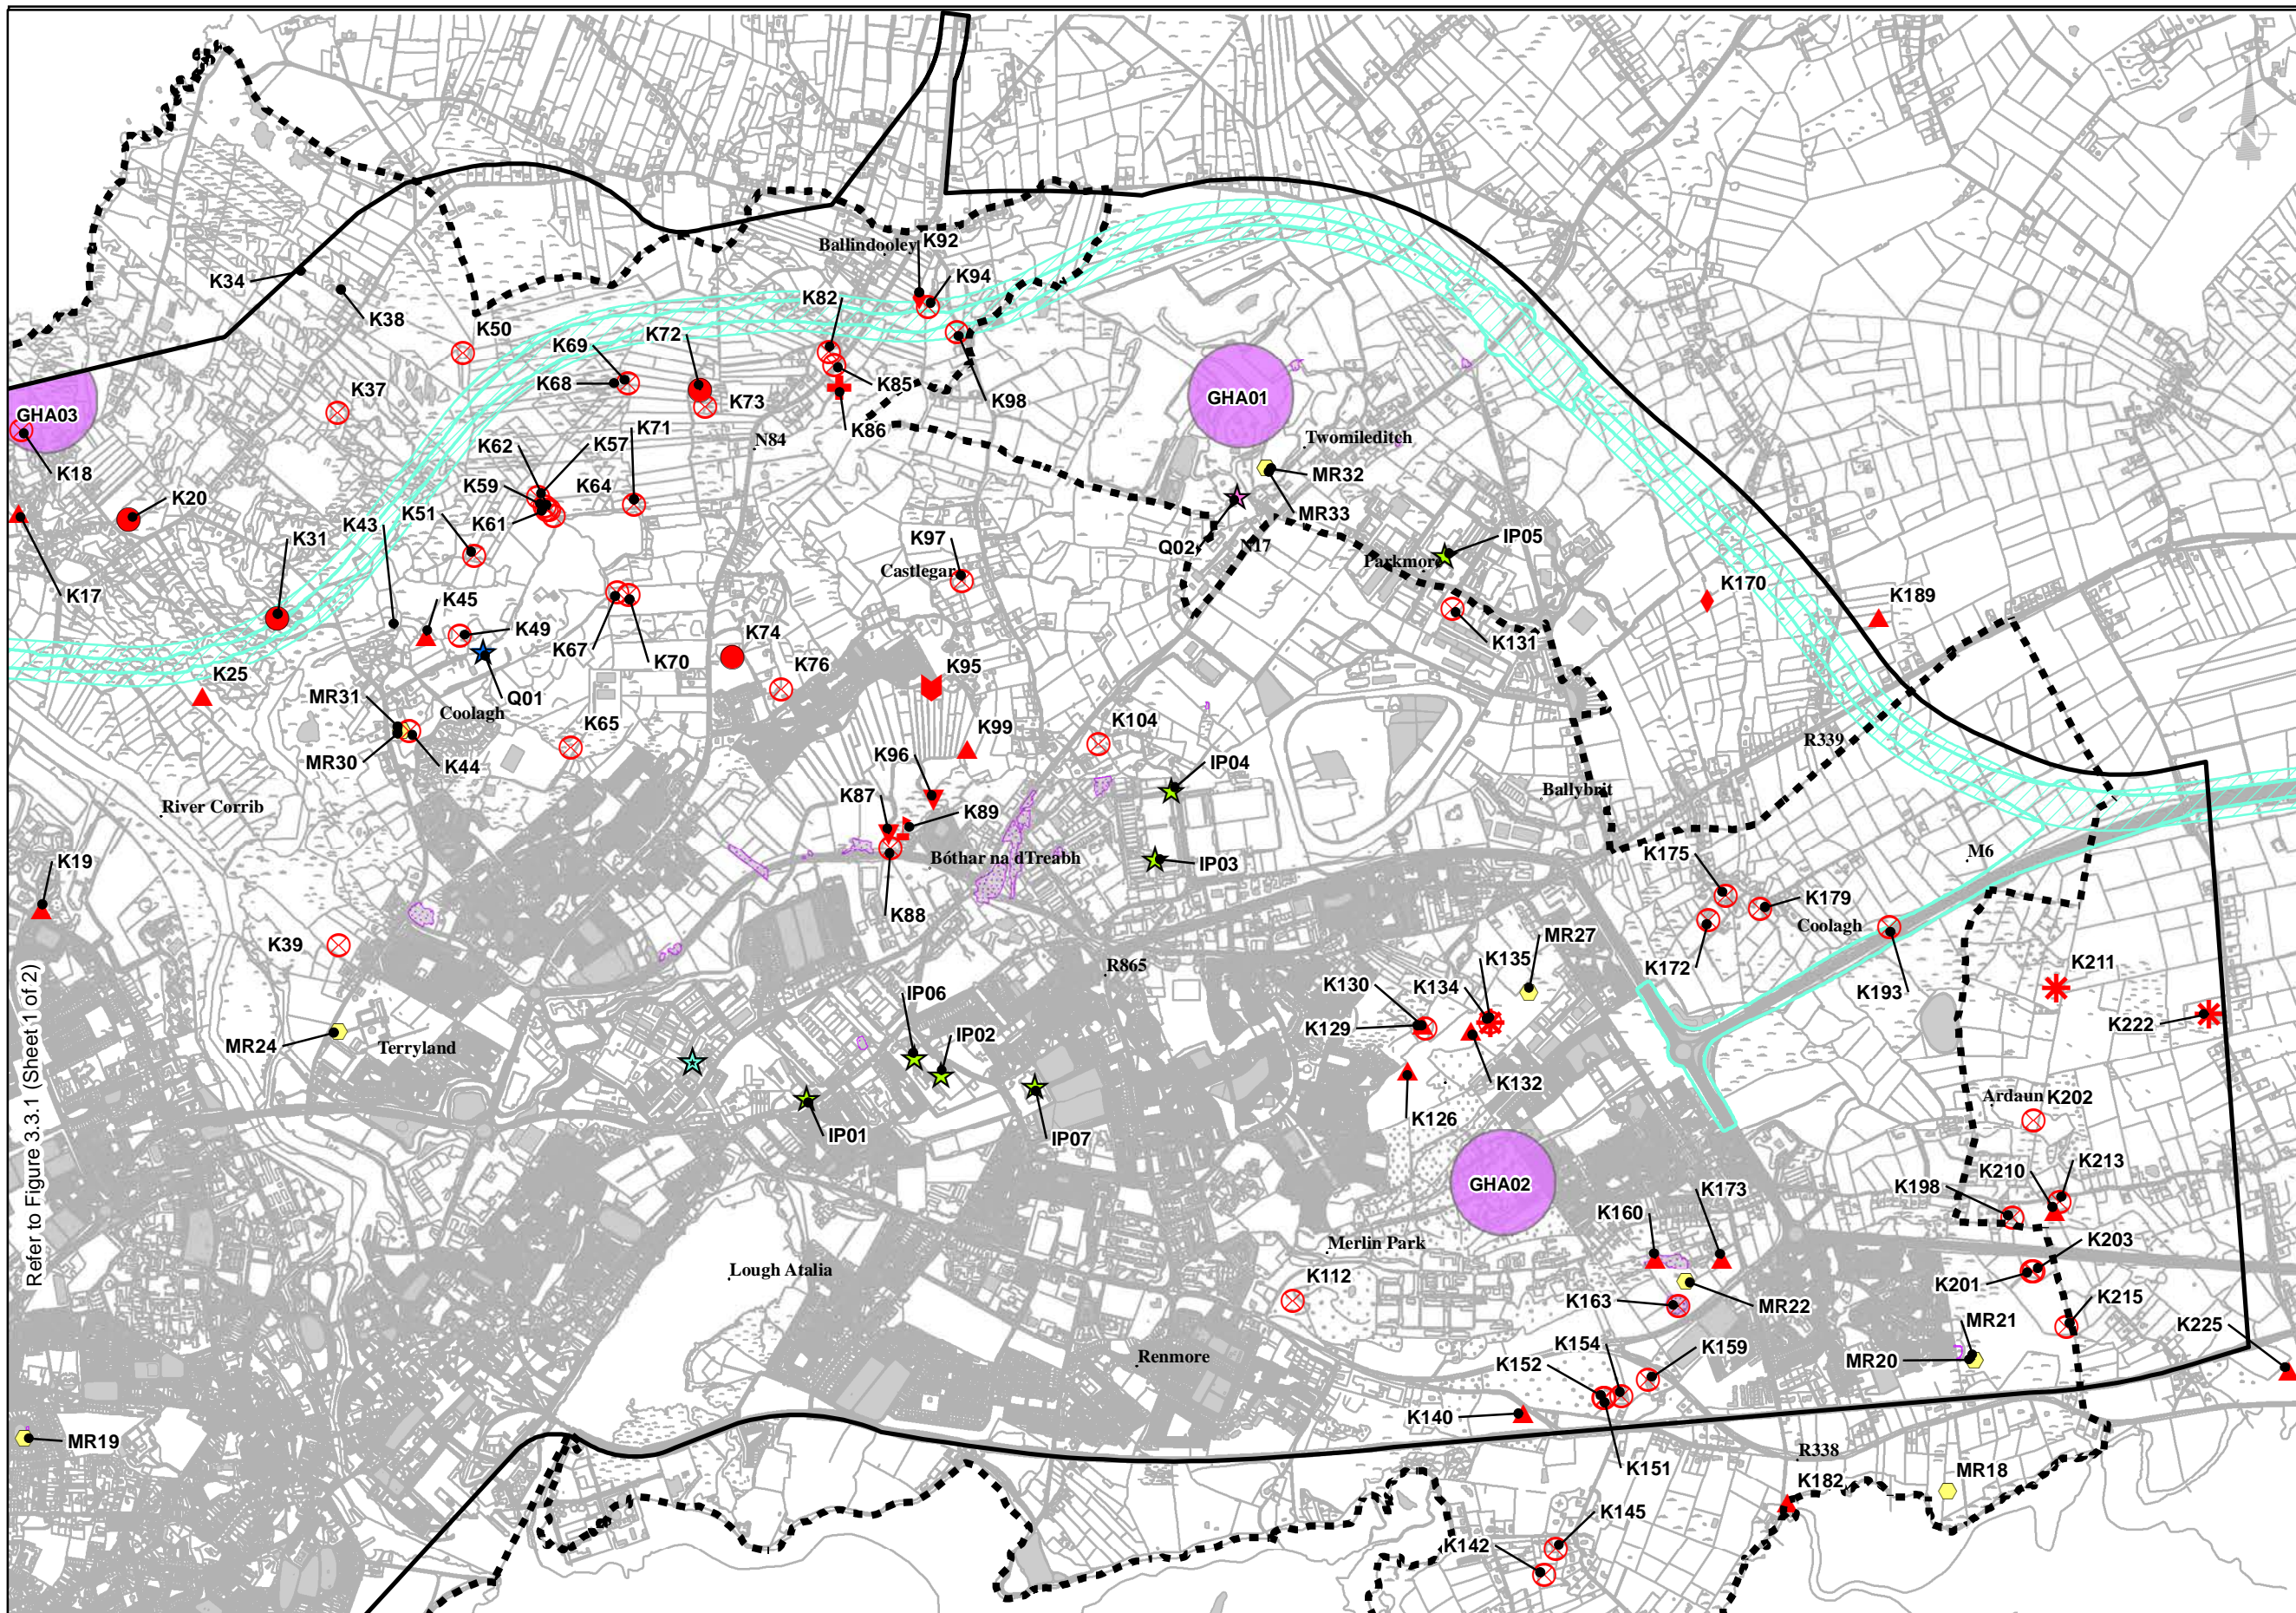 K92
Ballindooley
K34
K94
K82
K38
K50
K72
K69
K68
K85
K37
GHA03
K73
K98
GHA01
K71
K86
N84
Twomileditch
K62
K57
K18
MR32
K59
K64
K20
K43
K51
K61
MR33
K31
IP05
K97
Q02
N17
Castlegar
Parkmore
K170
K17
K45
K189
K49
K74
K67
K70
K131
K95
K25
K76
MR31
Q01
Coolagh
K104
K65
K99
R339
K96
MR30
K44
IP04
K87
Ballybrit
River Corrib
K89
Bóthar na dTreabh
M6
K175
IP03
K19
K88
K179
K39
Coolagh
MR27
K172
K135
R865
K211
K130
K134
IP06
K193
K129
K222
IP02
MR24
Terryland
K132
Ardaun
K202
K126
IP01
IP07
K213
K210
GHA02
K198
K173
K160
Merlin Park
K203
Lough Atalia
K201
K112
K163
MR22
K215
MR21
K225
K159
K154
Renmore
K152
MR20
K140
MR19
R338
K151
MR18
K182
K145
K142
Refer to Figure 3.3.1 (Sheet 1 of 2)